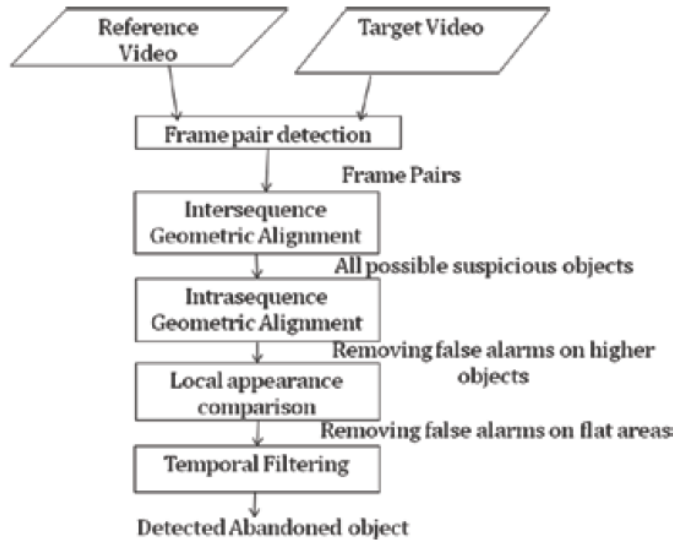 Reference
Video
Target Video
Frame pair detection
Frame Pairs
Intersequence
Geometric Alignment
All possible suspicious objects
Intrasequence
Geometric Alignment
Removing false alarms on higher
objects
Local appearance
comparison
Removing false alarms on flat areas
Temporal Filtering
Detected Abandoned object